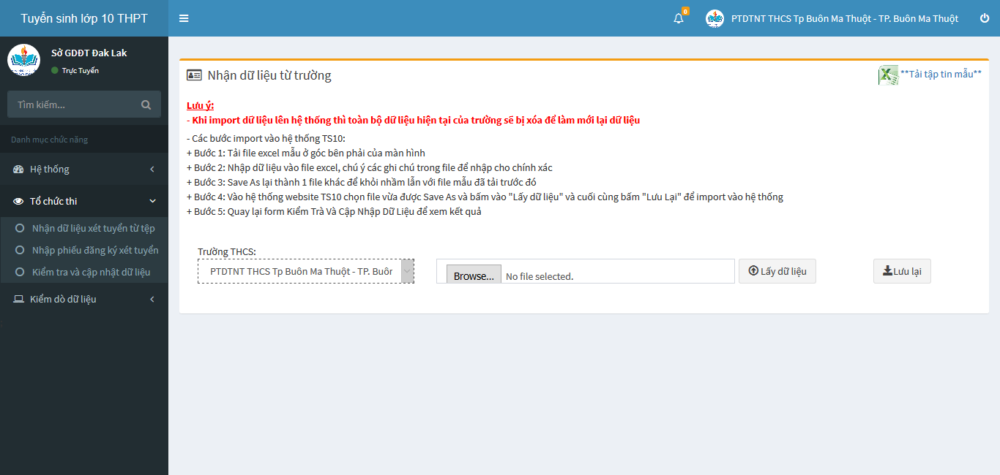 Tuyển sinh lớp 10 THPT
0
PTDTNT THCS Tp Buôn Ma Thuột - TP. Buôn Ma Thuột
Sở GDĐT Đak Lak
Trực Tuyến
Tìm kiếm...
Danh mục chức năng
Hệ thống
Tổ chức thi
Nhận dữ liệu xét tuyển từ tệp
Nhập phiếu đăng ký xét tuyển
Kiểm tra và cập nhật dữ liệu
Kiểm dò dữ liệu
Nhận dữ liệu từ trường
**Tải tập tin mẫu**
Lưu ý:
- Khi import dữ liệu lên hệ thống thì toàn bộ dữ liệu hiện tại của trường sẽ bị xóa để làm mới lại dữ liệu
- Các bước import vào hệ thống TS10:
+ Bước 1: Tải file excel mẫu ở góc bên phải của màn hình
+ Bước 2: Nhập dữ liệu vào file excel, chú ý các ghi chú trong file để nhập cho chính xác
+ Bước 3: Save As lại thành 1 file khác để khỏi nhầm lẫn với file mẫu đã tải trước đó
+ Bước 4: Vào hệ thống website TS10 chọn file vừa được Save As và bấm vào "Lấy dữ liệu" và cuối cùng bấm "Lưu Lại" để import vào hệ thống
+ Bước 5: Quay lại form Kiểm Trà Và Cập Nhập Dữ Liệu để xem kết quả
Trường THCS:
PTDTNT THCS Tp Buôn Ma Thuột - TP. Buôr
Browse... No file selected.
Lấy dữ liệu
Lưu lại